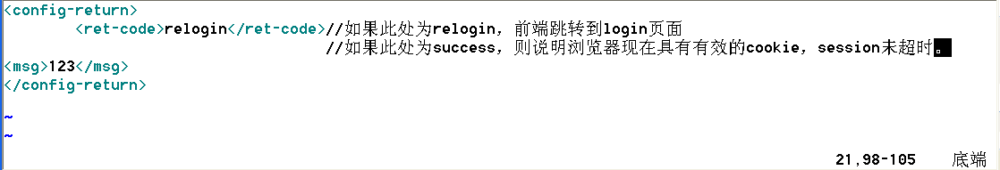 <config-return>
<ret-code>relogin</ret-code>//如果此处为relogin，前端跳转到login页面
//如果此处为success，则说明浏览器现在具有有效的cookie，session未超时。
<msg>123</msg>
</config-return>
~
~
21,98-105 底端